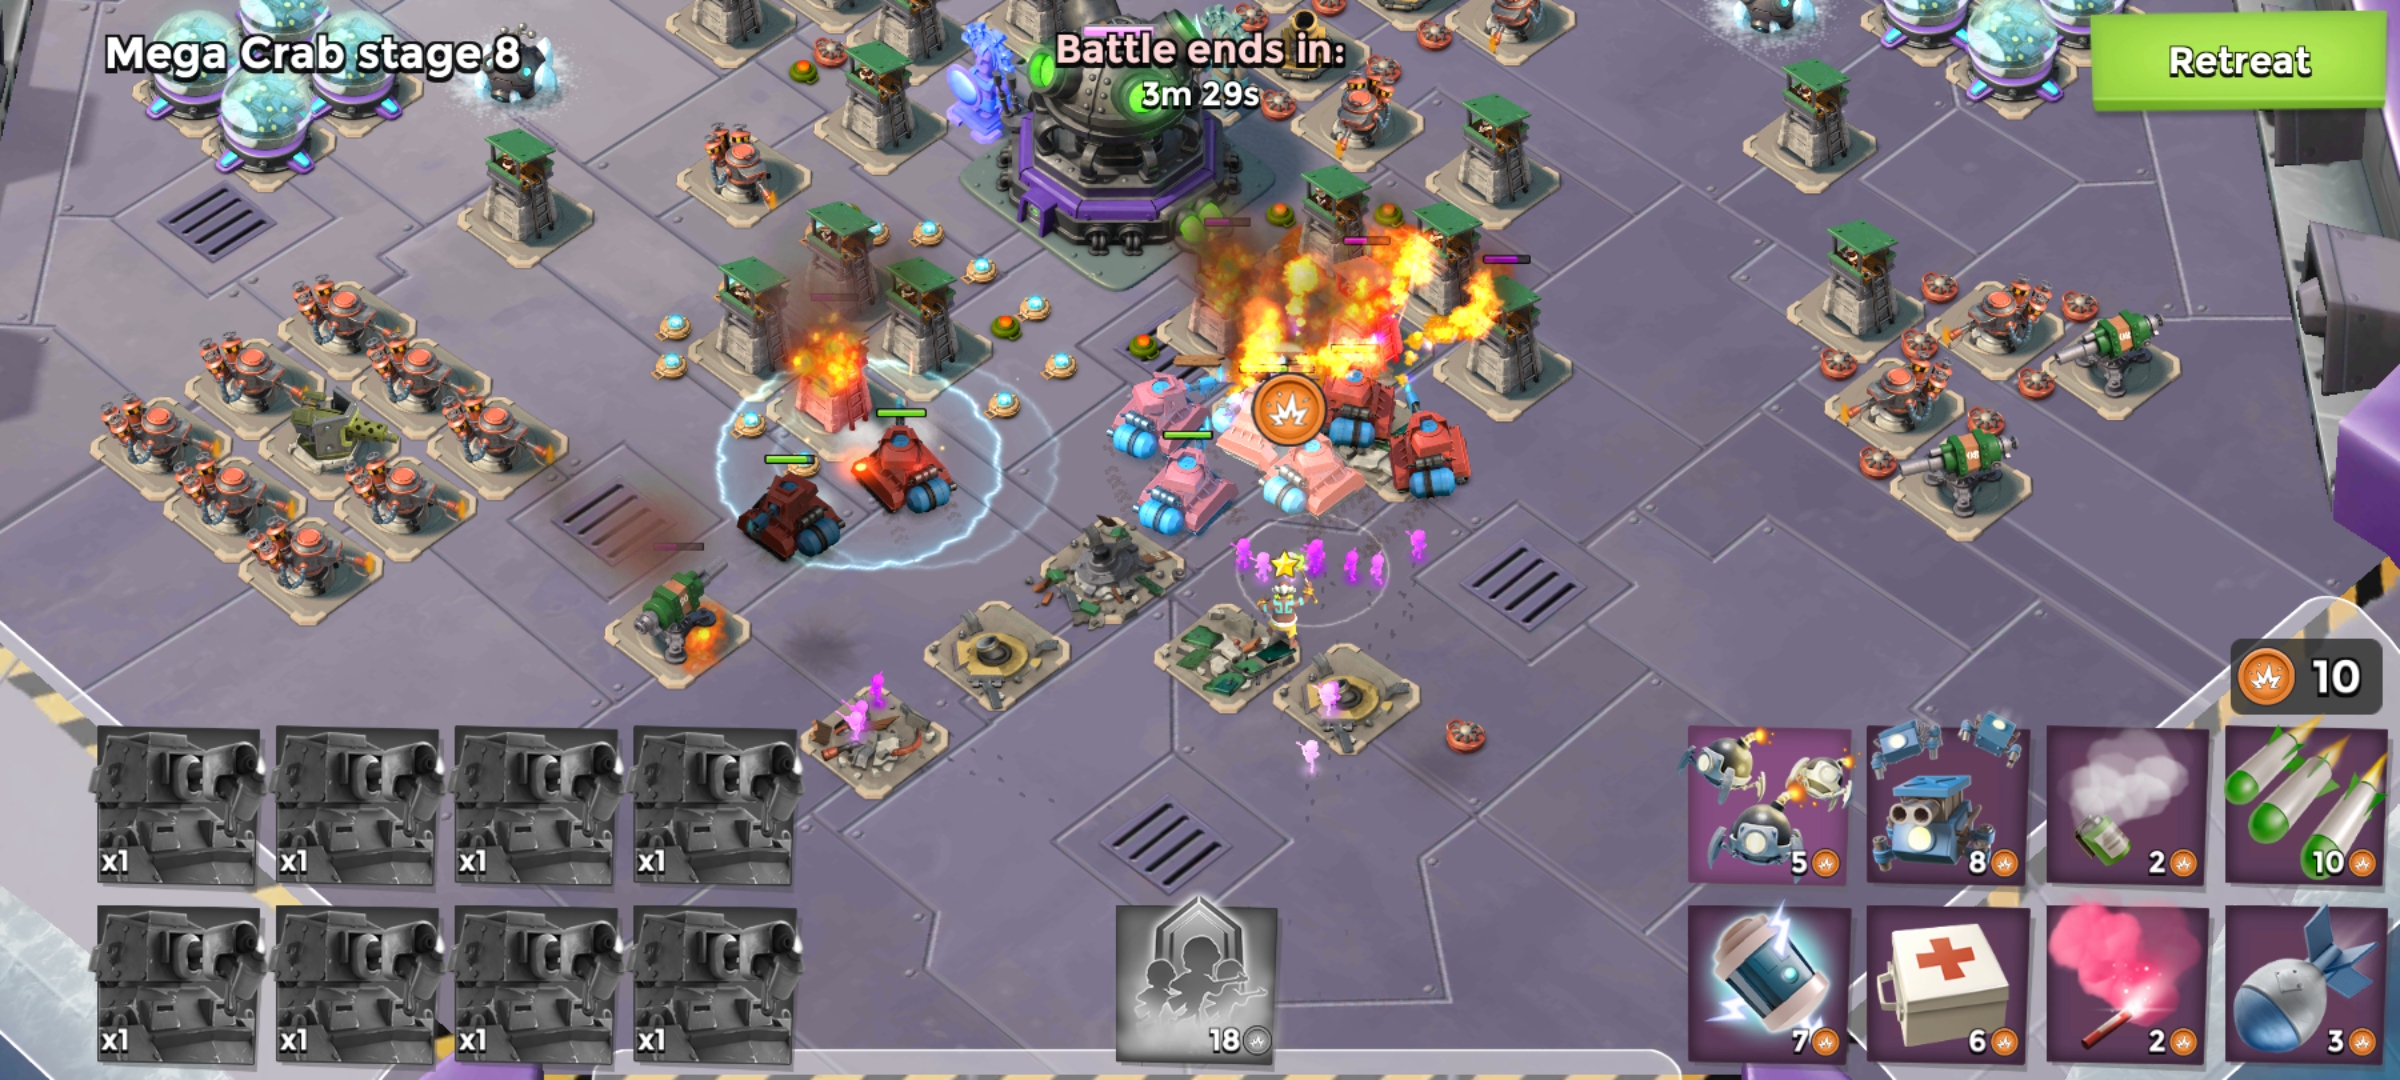 Mega Crab stage 8
Battle ends in:
3m 29s
Retreat
52
10
5
8
2
10
x1
x1
x1
x1
7
6
2
3
x1
x1
x1
x1
18